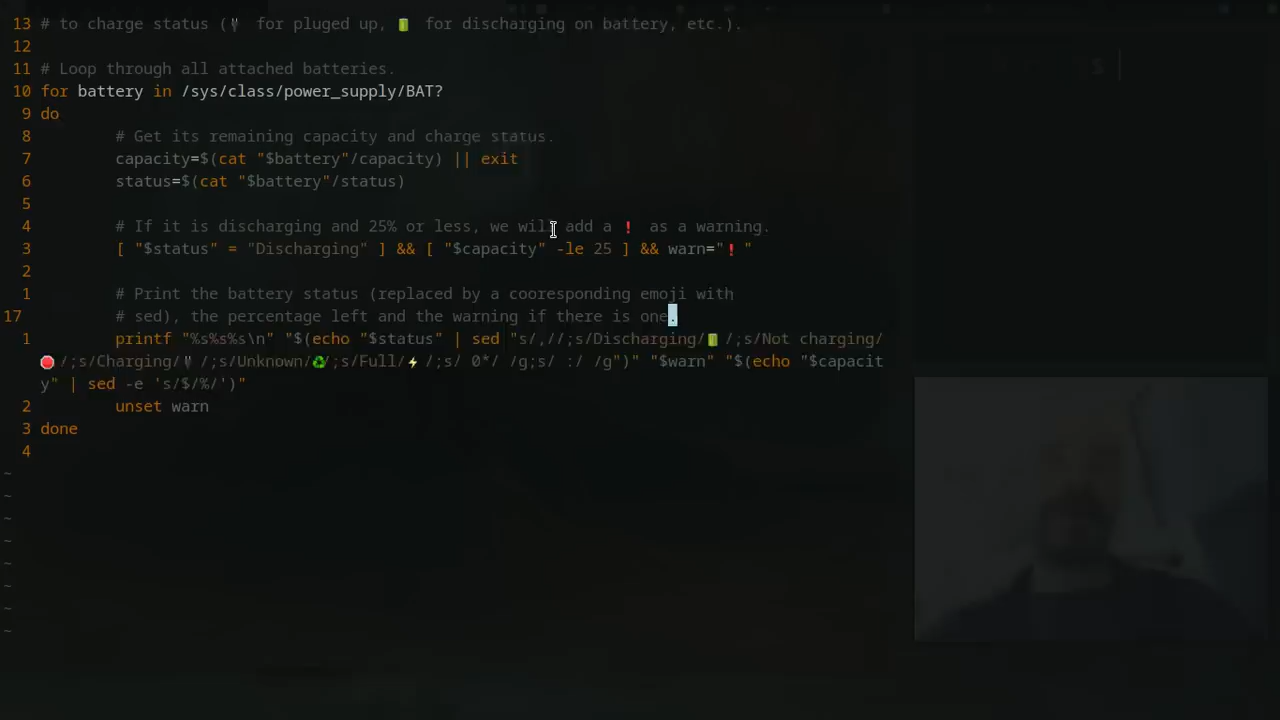 13 # to charge status (🔌 for pluged up, 🔋 for discharging on battery, etc.).
12
11 # Loop through all attached batteries.
10 for battery in /sys/class/power_supply/BAT?
9 do
8 # Get its remaining capacity and charge status.
7 capacity=$(cat "$battery"/capacity) || exit
6 status=$(cat "$battery"/status)
5
4 # If it is discharging and 25% or less, we will add a ❗ as a warning.
3 [ "$status" = "Discharging" ] && [ "$capacity" -le 25 ] && warn="❗ "
2
1 # Print the battery status (replaced by a cooresponding emoji with
17 # sed), the percentage left and the warning if there is one.
1 printf "%s%s%s\n" "$(echo "$status" | sed "s/,//;s/Discharging/🔋 /;s/Not charging/
🛑 /;s/Charging/🔌 /;s/Unknown/♻️/;s/Full/⚡ /;s/ 0*/ /g;s/ :/ /g")" "$warn" "$(echo "$capacit
y" | sed -e 's/$/%/')"
2 unset warn
3 done
4
~
~
~
~
~
~
~
~
$